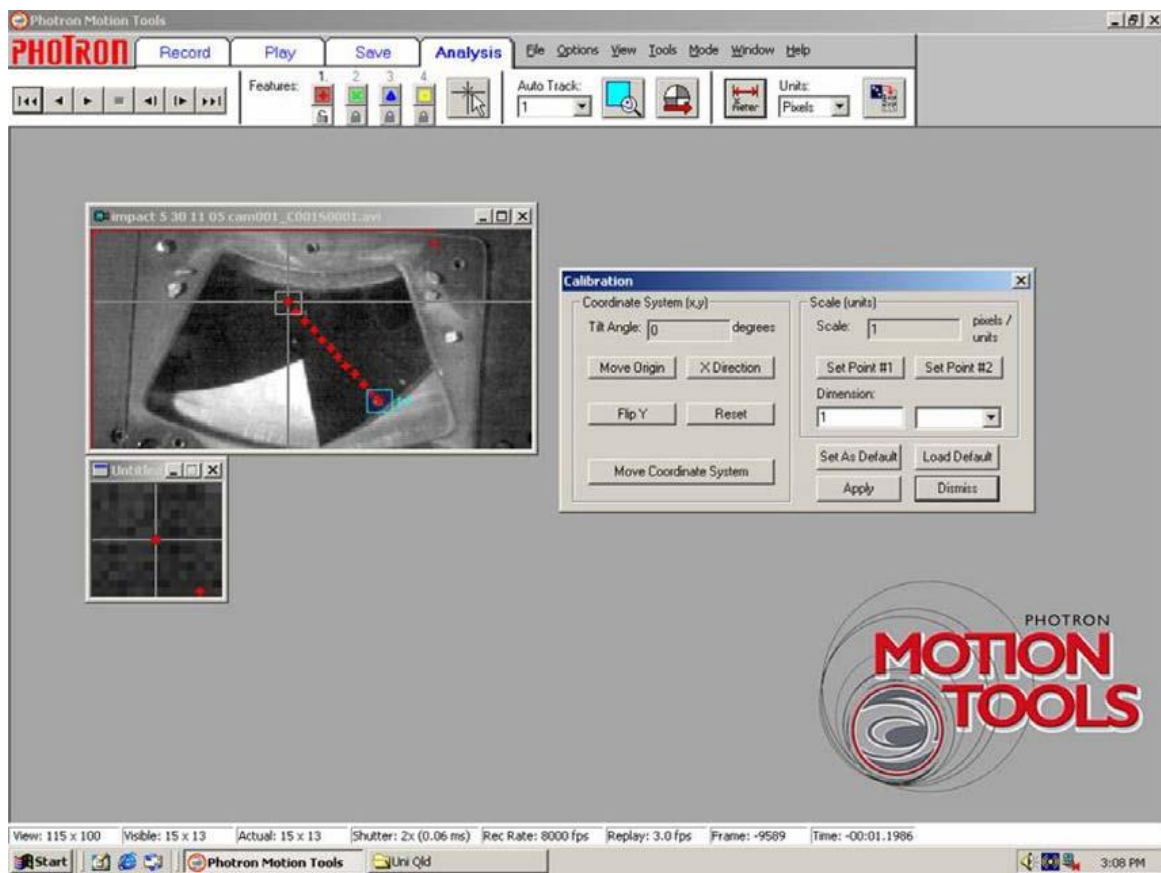 Photron Motion Tools
PHOTRON Record Play Save Analysis File Options View Tools Mode Window Help
Features: 1. 2 3 4 Auto Track: Units:
1 meter Pixels
impact 5 30 11 05 cam001_C001S0001.avi
Calibration
Coordinate System (x,y) Scale (units)
Tilt Angle: 0 degrees Scale: 1 pixels / units
Move Origin X Direction Set Point #1 Set Point #2
Dimension:
Flip Y Reset 1
Move Coordinate System Set As Default Load Default
Apply Dismiss
Untitled
PHOTRON
MOTION
TOOLS
View: 115 x 100 Visible: 15 x 13 Actual: 15 x 13 Shutter: 2x (0.06 ms) Rec Rate: 8000 fps Replay: 3.0 fps Frame: -9589 Time: -00:01.1986
Start Photron Motion Tools Uni Qld 3:08 PM